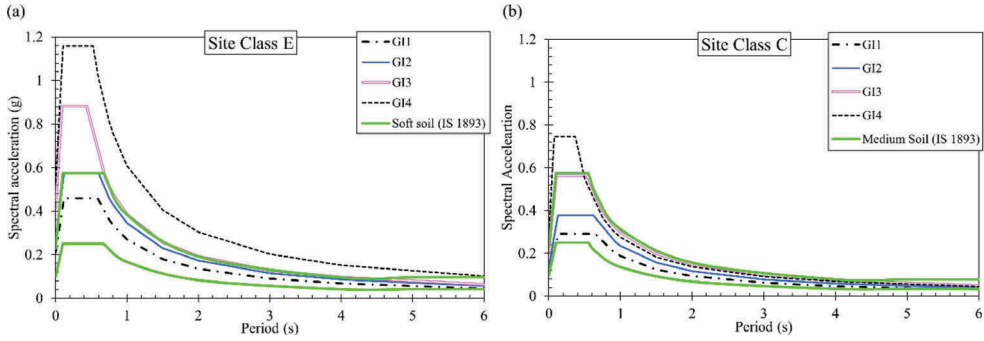 (a)
Site Class E
GI1
GI2
GI3
GI4
Soft soil (IS 1893)
Spectral acceleration (g)
1.2
1
0.8
0.6
0.4
0.2
0
0 1 2 3 4 5 6
Period (s)
(b)
Site Class C
GI1
GI2
GI3
GI4
Medium Soil (IS 1893)
Spectral Acceleartion
1.2
1
0.8
0.6
0.4
0.2
0
0 1 2 3 4 5 6
Period (s)